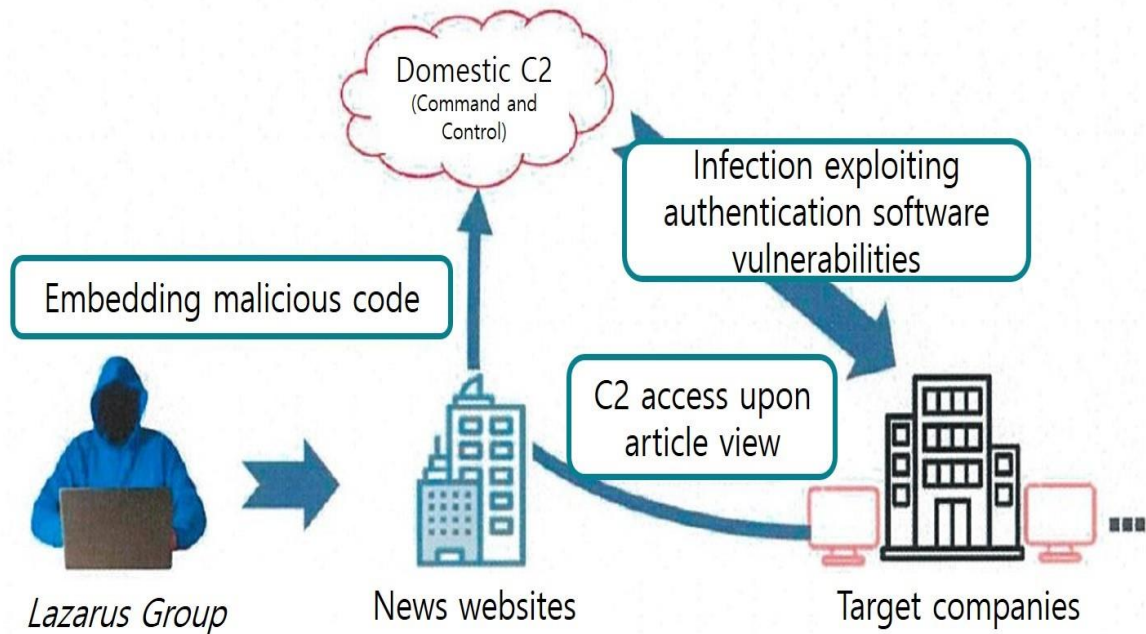 Domestic C2
(Command and
Control)
Infection exploiting
authentication software
vulnerabilities
Embedding malicious code
C2 access upon
article view
Lazarus Group
News websites
Target companies